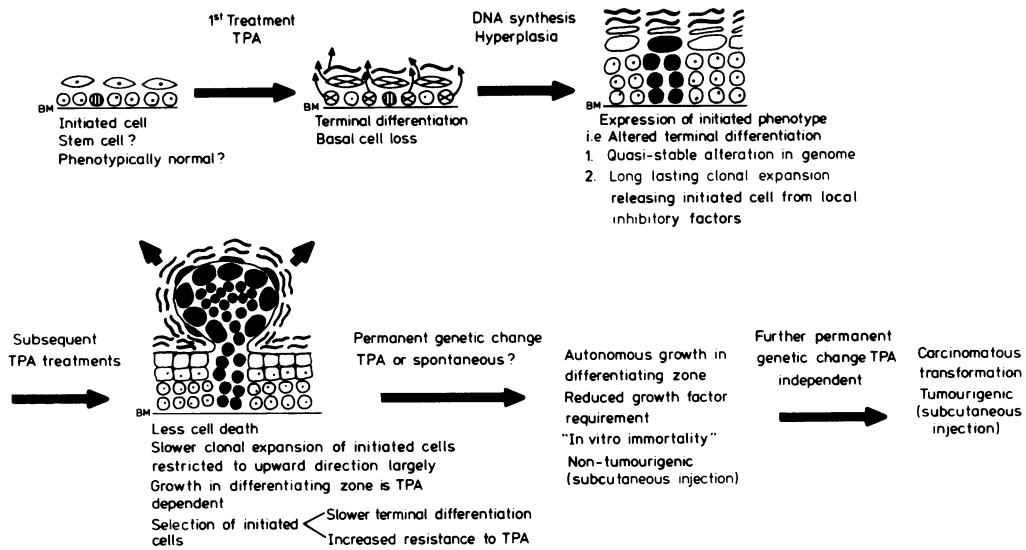 1st Treatment
TPA
DNA synthesis
Hyperplasia
BM
Initiated cell
Stem cell ?
Phenotypically normal?
BM
Terminal differentiation
Basal cell loss
BM
Expression of initiated phenotype
i.e Altered terminal differentiation
1. Quasi-stable alteration in genome
2. Long lasting clonal expansion
releasing initiated cell from local
inhibitory factors
Subsequent
TPA treatments
BM
Less cell death
Slower clonal expansion of initiated cells
restricted to upward direction largely
Growth in differentiating zone is TPA
dependent
Selection of initiated
cells
Slower terminal differentiation
Increased resistance to TPA
Permanent genetic change
TPA or spontaneous ?
Autonomous growth in
differentiating zone
Reduced growth factor
requirement
"In vitro immortality"
Non-tumourigenic
(subcutaneous injection)
Further permanent
genetic change TPA
independent
Carcinomatous
transformation
Tumourigenic
(subcutaneous
injection)